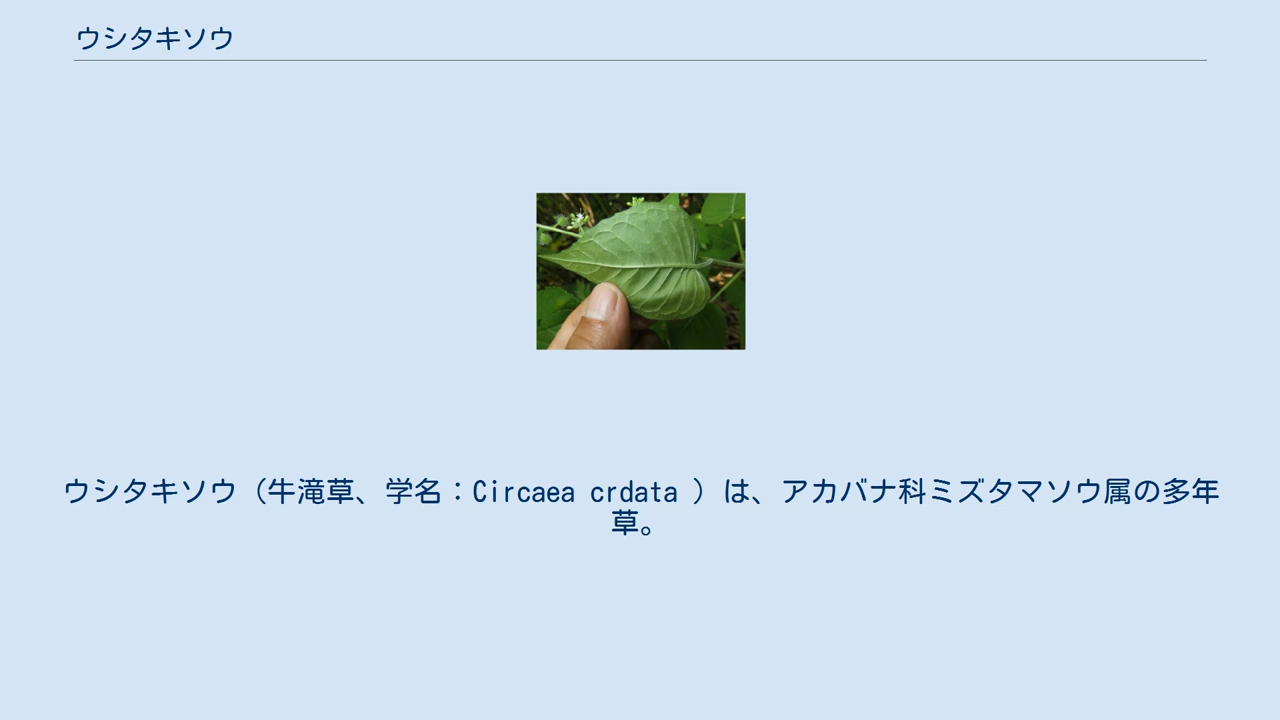 ウシタキソウ
ウシタキソウ（牛滝草、学名：Circaea crdata ）は、アカバナ科ミズタマソウ属の多年
草。